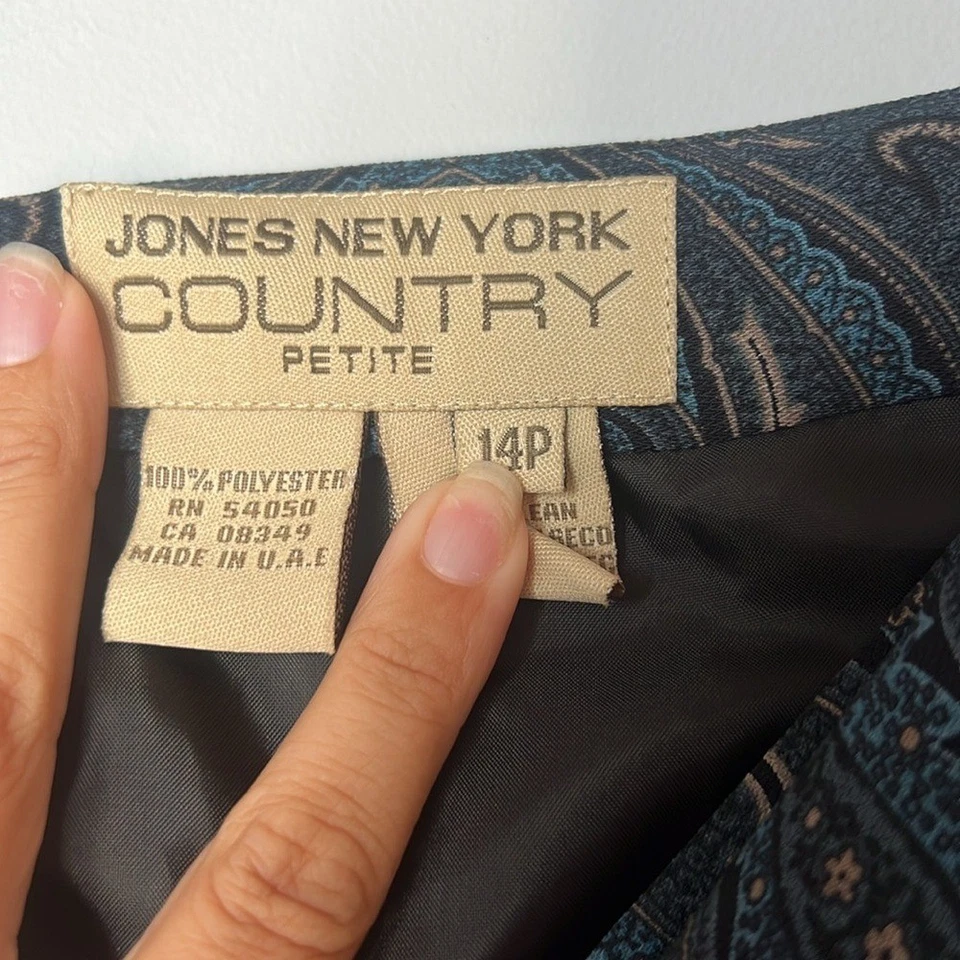 JONES NEW YORK
COUNTRY
PETITE
100% POLYESTER
RN 54050
CA 08349
MADE IN U.A.E
14P